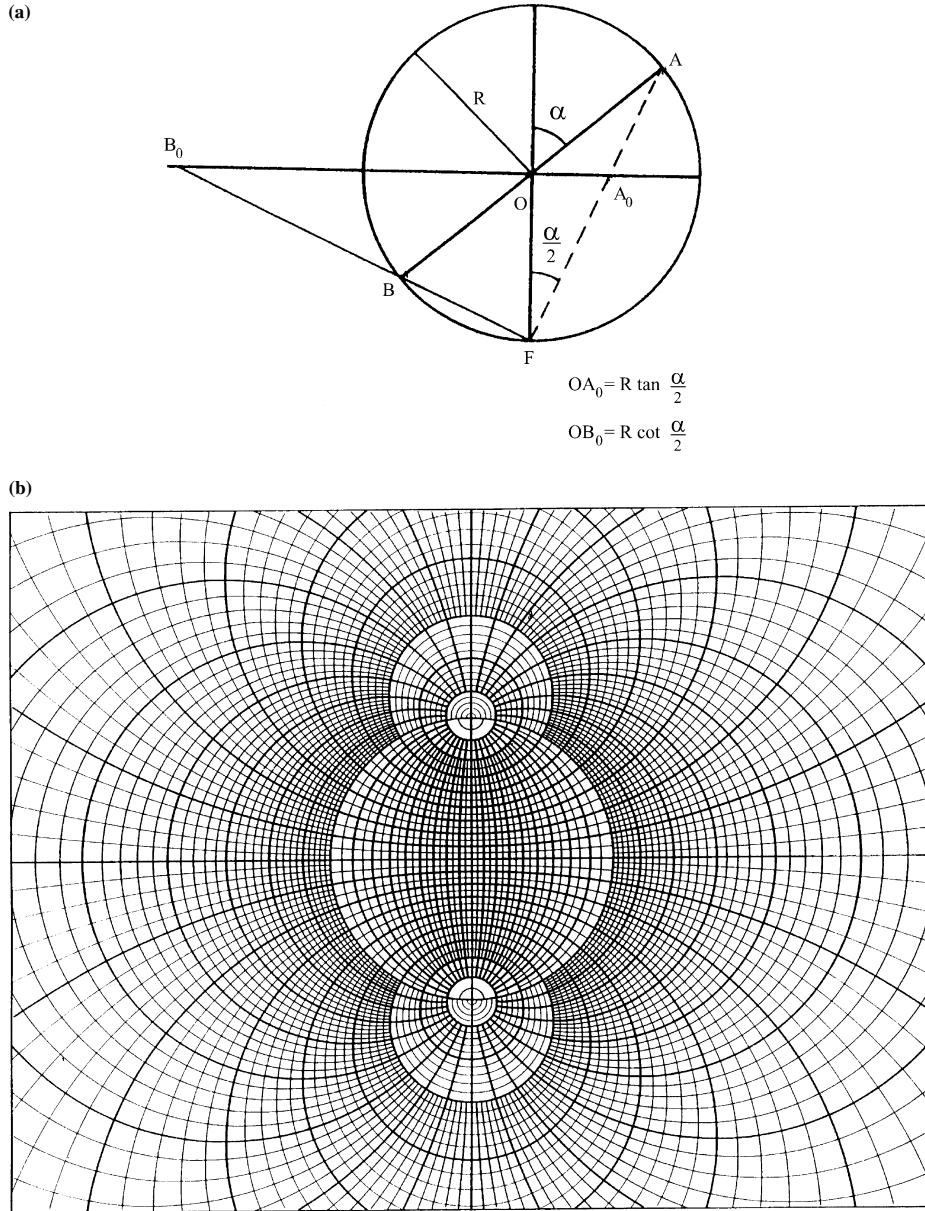 (a)
A
R
α
B₀
O
A₀
α/2
B
F
OA₀ = R tan α/2
OB₀ = R cot α/2
(b)